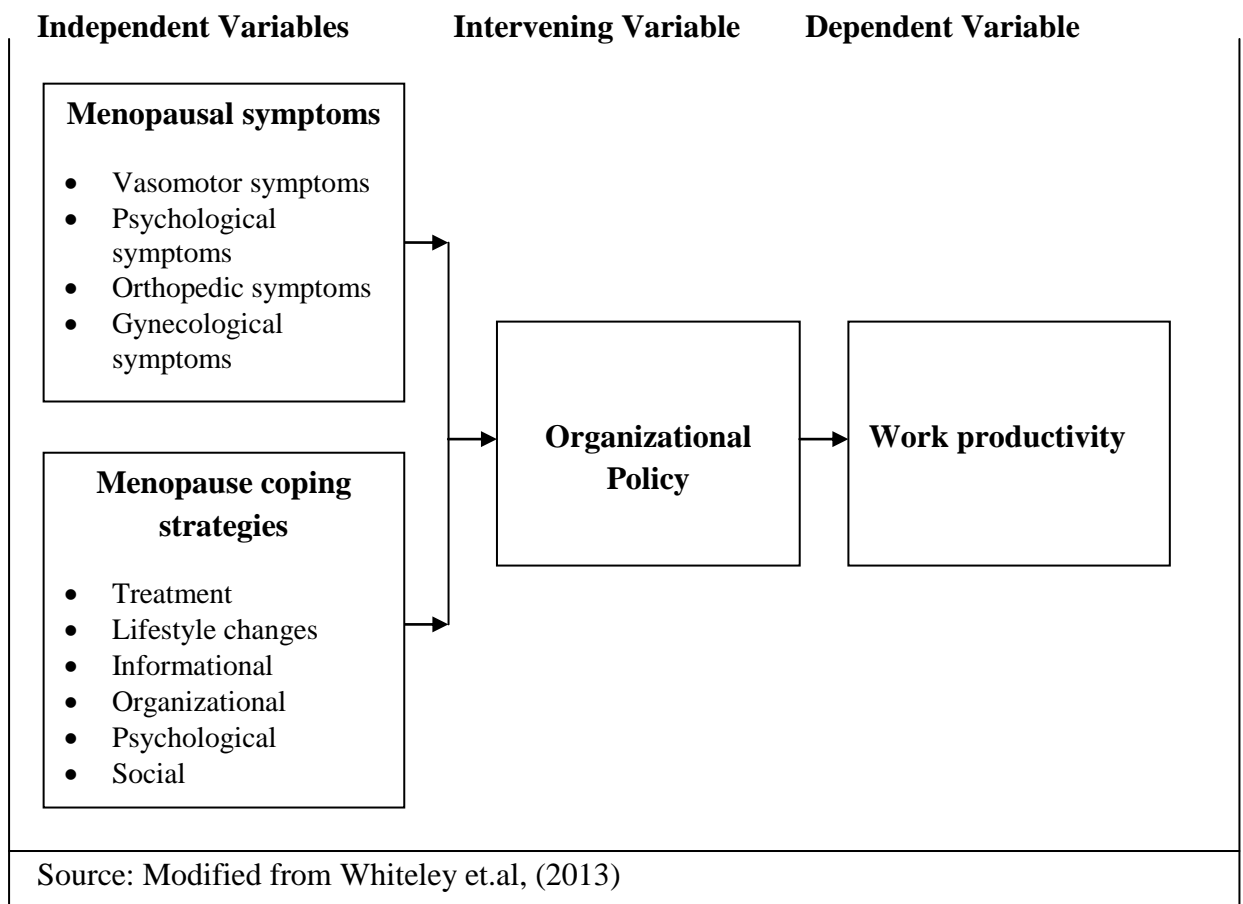 Independent Variables Intervening Variable Dependent Variable
Menopausal symptoms
• Vasomotor symptoms
• Psychological
symptoms
• Orthopedic symptoms
• Gynecological
symptoms
Menopause coping
strategies
• Treatment
• Lifestyle changes
• Informational
• Organizational
• Psychological
• Social
Organizational
Policy
Work productivity
Source: Modified from Whiteley et.al, (2013)